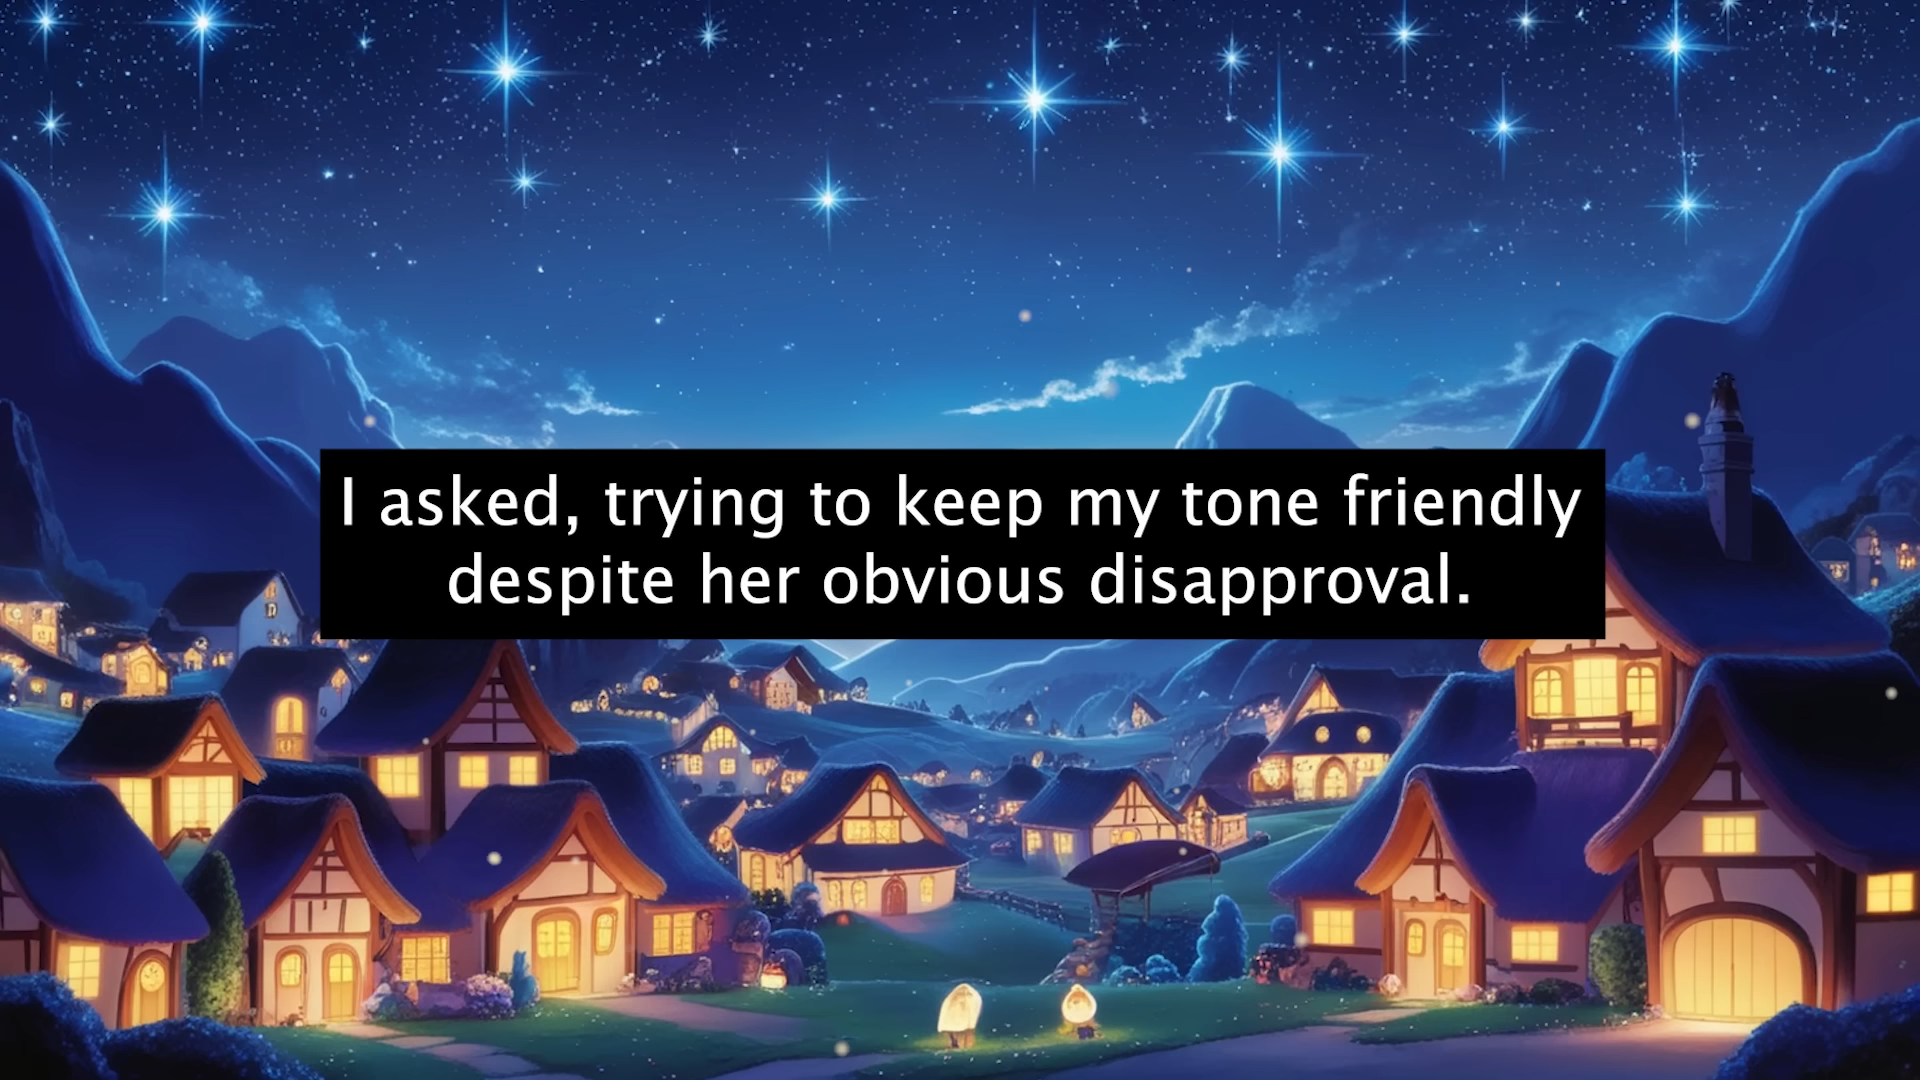 I asked, trying to keep my tone friendly
despite her obvious disapproval.